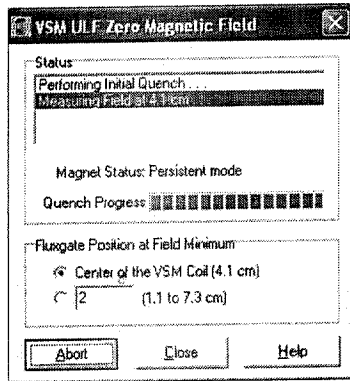 VSM ULF Zero Magnetic Field
Status
Performing Initial Quench . . .
Measuring Field at 4.1 cm
Magnet Status: Persistent mode
Quench Progress
Fluxgate Position at Field Minimum
Center of the VSM Coil (4.1 cm)
2 (1.1 to 7.3 cm)
Abort Close Help